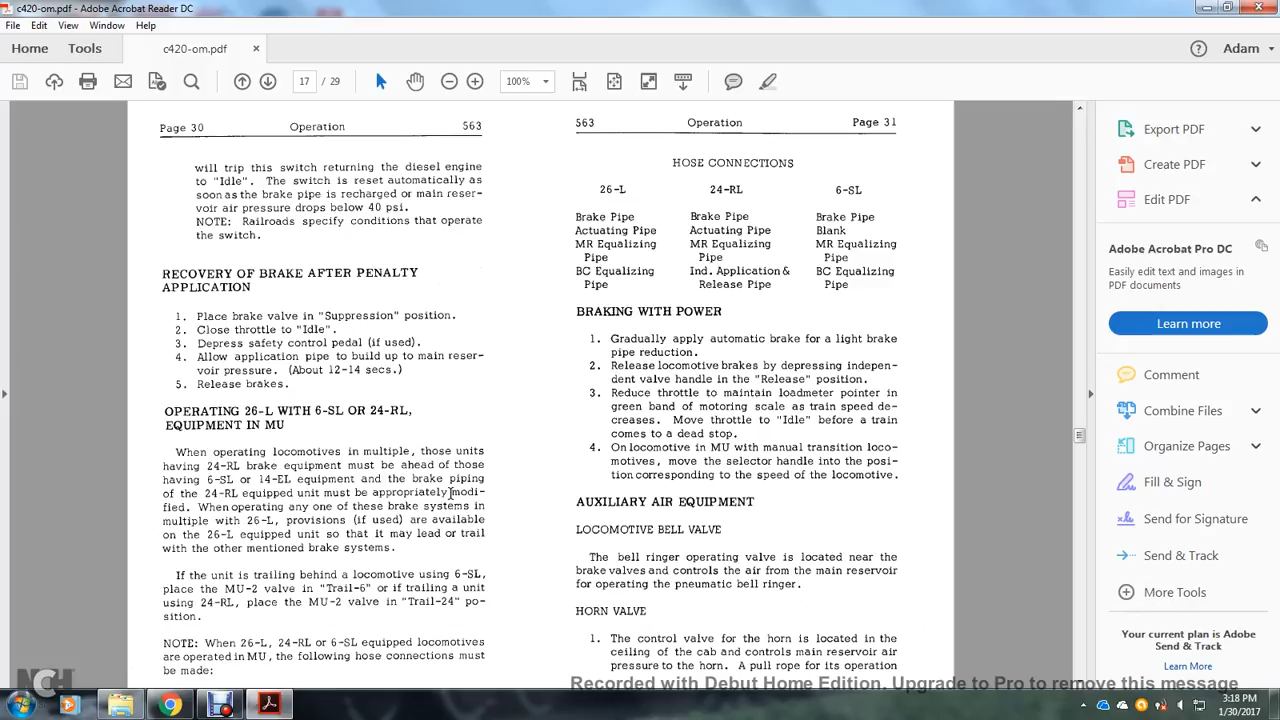 c420-om.pdf - Adobe Acrobat Reader DC
File Edit View Window Help
Home Tools c420-om.pdf × Adam
17 / 29 100%
Page 30 Operation 563
will trip this switch returning the diesel engine
to "Idle". The switch is reset automatically as
soon as the brake pipe is recharged or main reser-
voir air pressure drops below 40 psi.
NOTE: Railroads specify conditions that operate
the switch.
RECOVERY OF BRAKE AFTER PENALTY
APPLICATION
1. Place brake valve in "Suppression" position.
2. Close throttle to "Idle".
3. Depress safety control pedal (if used).
4. Allow application pipe to build up to main reser-
voir pressure. (About 12-14 secs.)
5. Release brakes.
OPERATING 26-L WITH 6-SL OR 24-RL,
EQUIPMENT IN MU
When operating locomotives in multiple, those units
having 24-RL brake equipment must be ahead of those
having 6-SL or 14-EL equipment and the brake piping
of the 24-RL equipped unit must be appropriately modi-
fied. When operating any one of these brake systems in
multiple with 26-L, provisions (if used) are available
on the 26-L equipped unit so that it may lead or trail
with the other mentioned brake systems.
If the unit is trailing behind a locomotive using 6-SL,
place the MU-2 valve in "Trail-6" or if trailing a unit
using 24-RL, place the MU-2 valve in "Trail-24" po-
sition.
NOTE: When 26-L, 24-RL or 6-SL equipped locomotives
are operated in MU, the following hose connections must
be made:
563 Operation Page 31
HOSE CONNECTIONS
26-L 24-RL 6-SL
Brake Pipe Brake Pipe Brake Pipe
Actuating Pipe Actuating Pipe Blank
MR Equalizing MR Equalizing MR Equalizing
Pipe Pipe Pipe
BC Equalizing Ind. Application & BC Equalizing
Pipe Release Pipe Pipe
BRAKING WITH POWER
1. Gradually apply automatic brake for a light brake
pipe reduction.
2. Release locomotive brakes by depressing indepen-
dent valve handle in the "Release" position.
3. Reduce throttle to maintain loadmeter pointer in
green band of motoring scale as train speed de-
creases. Move throttle to "Idle" before a train
comes to a dead stop.
4. On locomotive in MU with manual transition loco-
motives, move the selector handle into the posi-
tion corresponding to the speed of the locomotive.
AUXILIARY AIR EQUIPMENT
LOCOMOTIVE BELL VALVE
The bell ringer operating valve is located near the
brake valves and controls the air from the main reservoir
for operating the pneumatic bell ringer.
HORN VALVE
1. The control valve for the horn is located in the
ceiling of the cab and controls main reservoir air
pressure to the horn. A pull rope for its operation
Export PDF
Create PDF
Edit PDF
Adobe Acrobat Pro DC
Easily edit text and images in
PDF documents
Learn more
Comment
Combine Files
Organize Pages
Fill & Sign
Send for Signature
Send & Track
More Tools
Your current plan is Adobe
Send & Track
Learn More
Recorded with Debut Home Edition. Upgrade to Pro to remove this message
NCH
3:18 PM
1/30/2017